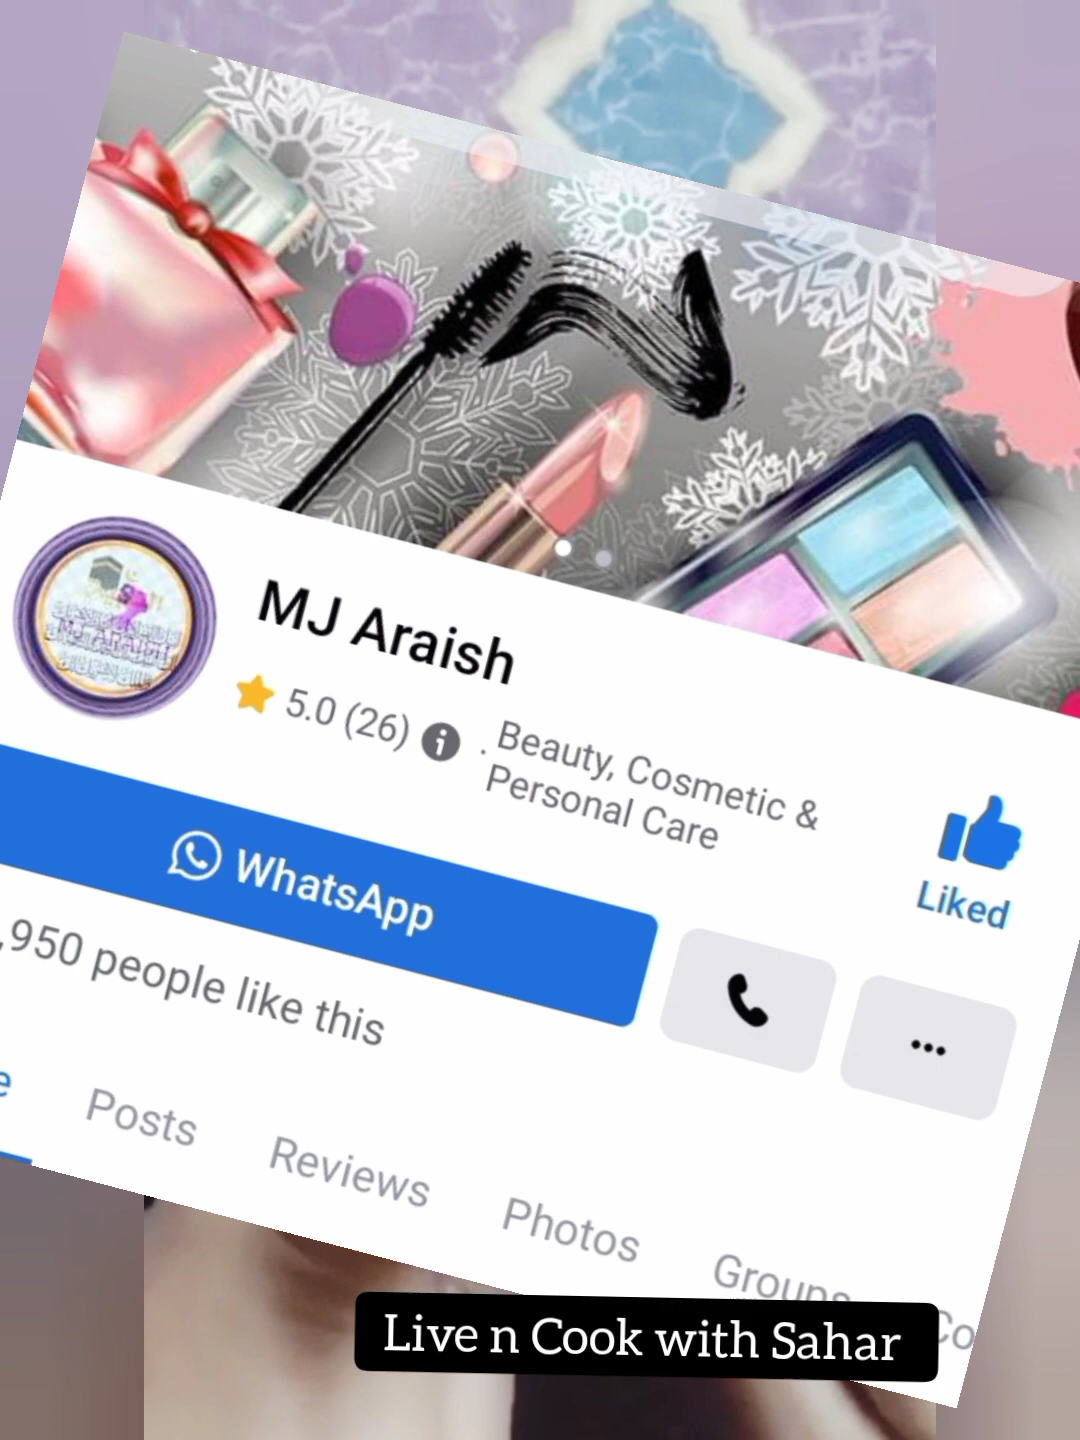 MJ Araish
5.0 (26) . Beauty, Cosmetic &
Personal Care
Liked
WhatsApp
,950 people like this
Posts
Reviews
Photos
Groups
Live n Cook with Sahar